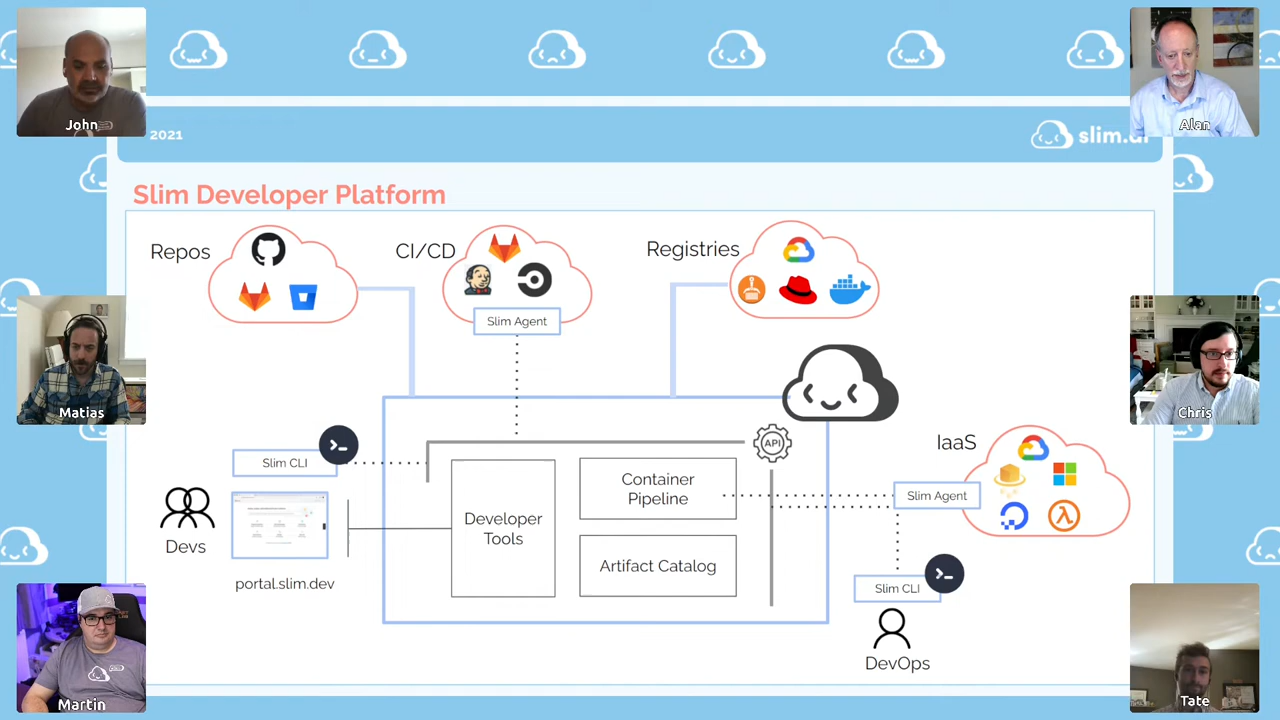 John
Alan
2021
slim.ai
Slim Developer Platform
Repos
CI/CD
Registries
Slim Agent
Matias
Chris
API
IaaS
Slim CLI
Container
Pipeline
Slim Agent
Developer
Tools
Devs
Artifact Catalog
portal.slim.dev
Slim CLI
DevOps
Martin
Tate